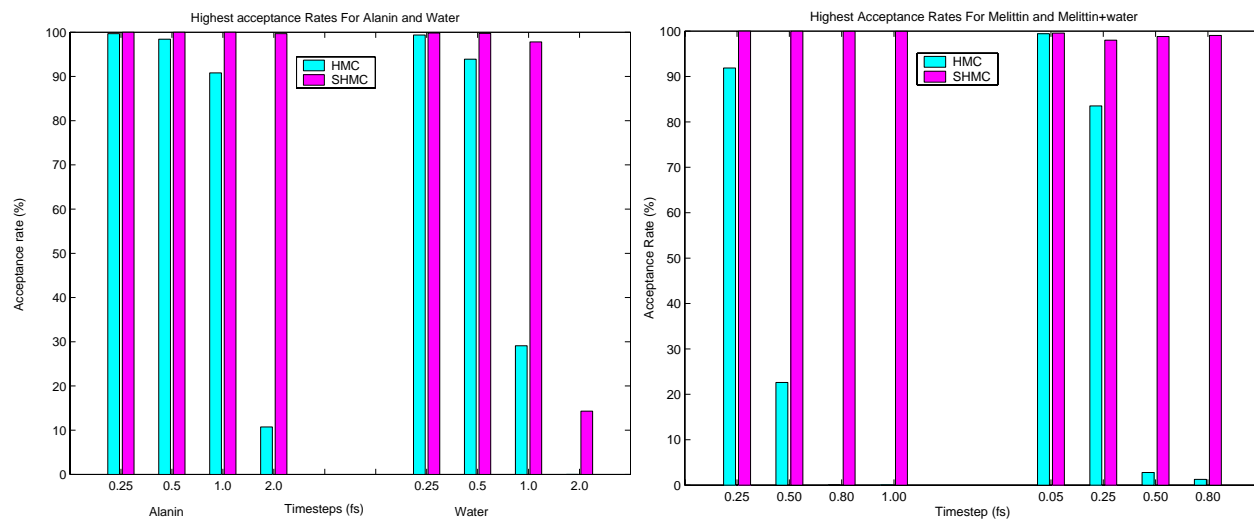 Highest acceptance Rates For Alanin and Water
100
90
80
70
60
50
40
30
20
10
0
Acceptance rate (%)
HMC
SHMC
0.25 0.5 1.0 2.0 0.25 0.5 1.0 2.0
Alanin Timesteps (fs) Water
Highest Acceptance Rates For Melittin and Melittin+water
100
90
80
70
60
50
40
30
20
10
0
Acceptance Rate (%)
HMC
SHMC
0.25 0.50 0.80 1.00 0.05 0.25 0.50 0.80
Timestep (fs)